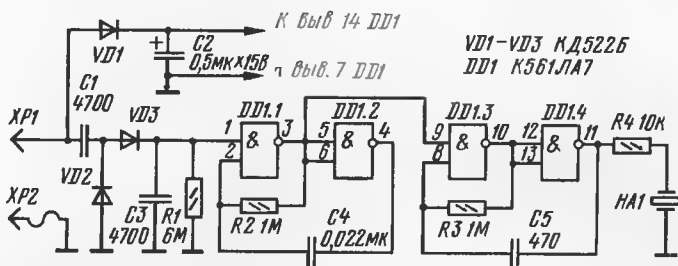 К выв 14 DD1
VD1
C2
0,5мк×15В
выв. 7 DD1
VD1-VD3 КД522Б
DD1 К561ЛА7
C1
4700
VD3
XP1
XP2
VD2
C3
4700
R1
6М
DD1.1
1
2
&
3
R2 1М
DD1.2
5
6
&
4
C4
0,022мк
DD1.3
9
8
&
10
R3 1М
DD1.4
12
13
&
11
C5
470
R4 10К
HA1